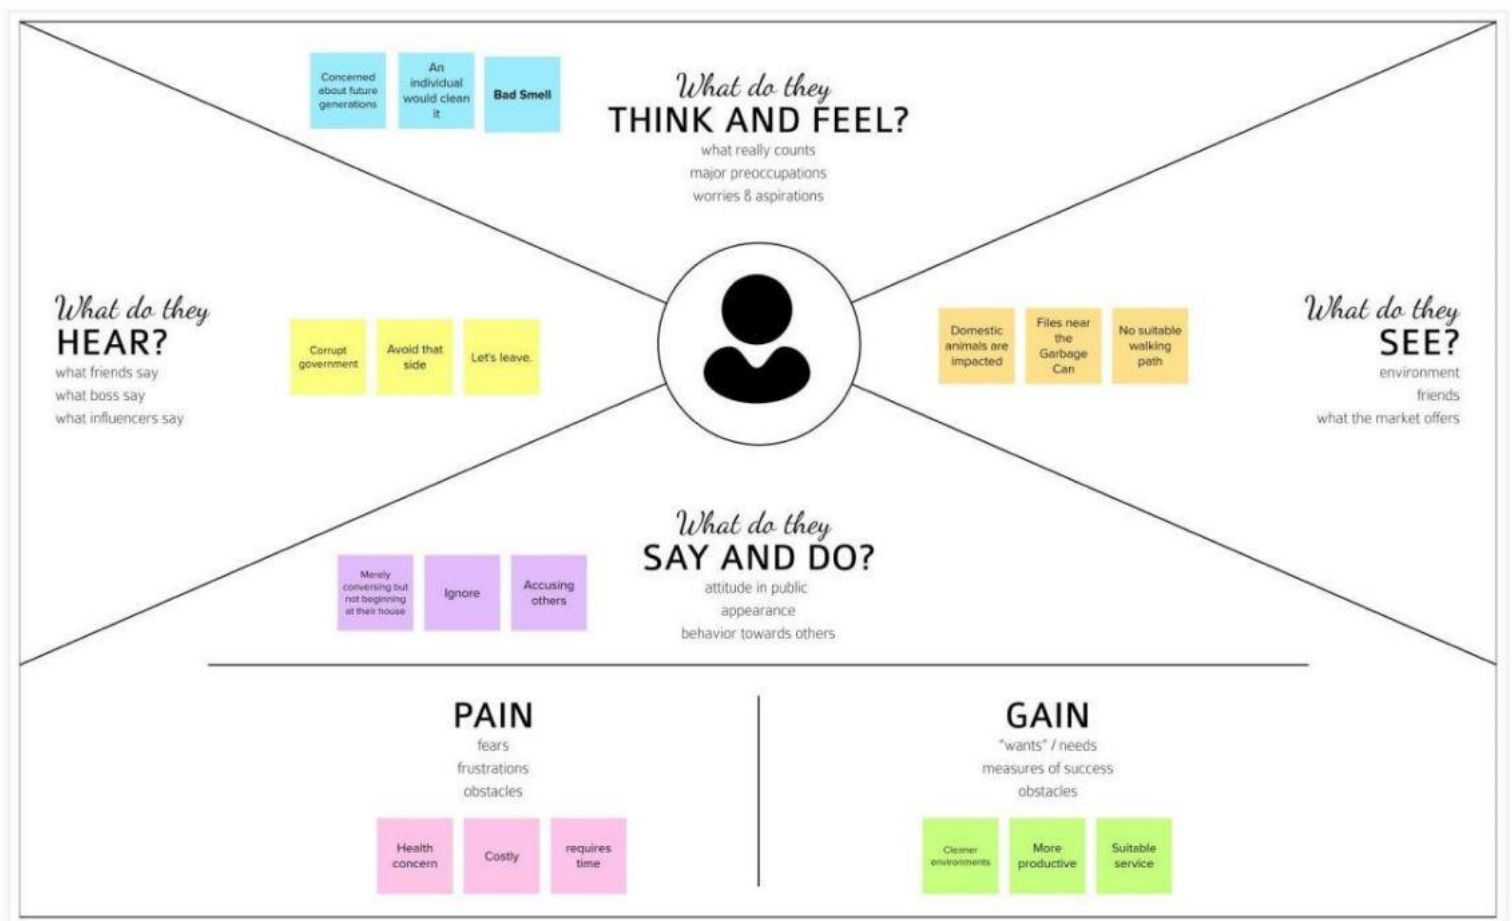 Concerned
about future
generations
An
individual
would clean
it
Bad Smell
What do they
THINK AND FEEL?
what really counts
major preoccupations
worries & aspirations
What do they
HEAR?
what friends say
what boss say
what influencers say
Corrupt
government
Avoid that
side
Let's leave.
Domestic
animals are
impacted
Files near
the
Garbage
Can
No suitable
walking
path
What do they
SEE?
environment
friends
what the market offers
What do they
SAY AND DO?
attitude in public
appearance
behavior towards others
Merely
conversing but
not beginning
at their house
Ignore
Accusing
others
PAIN
fears
frustrations
obstacles
Health
concern
Costly
requires
time
GAIN
"wants" / needs
measures of success
obstacles
Cleaner
environments
More
productive
Suitable
service